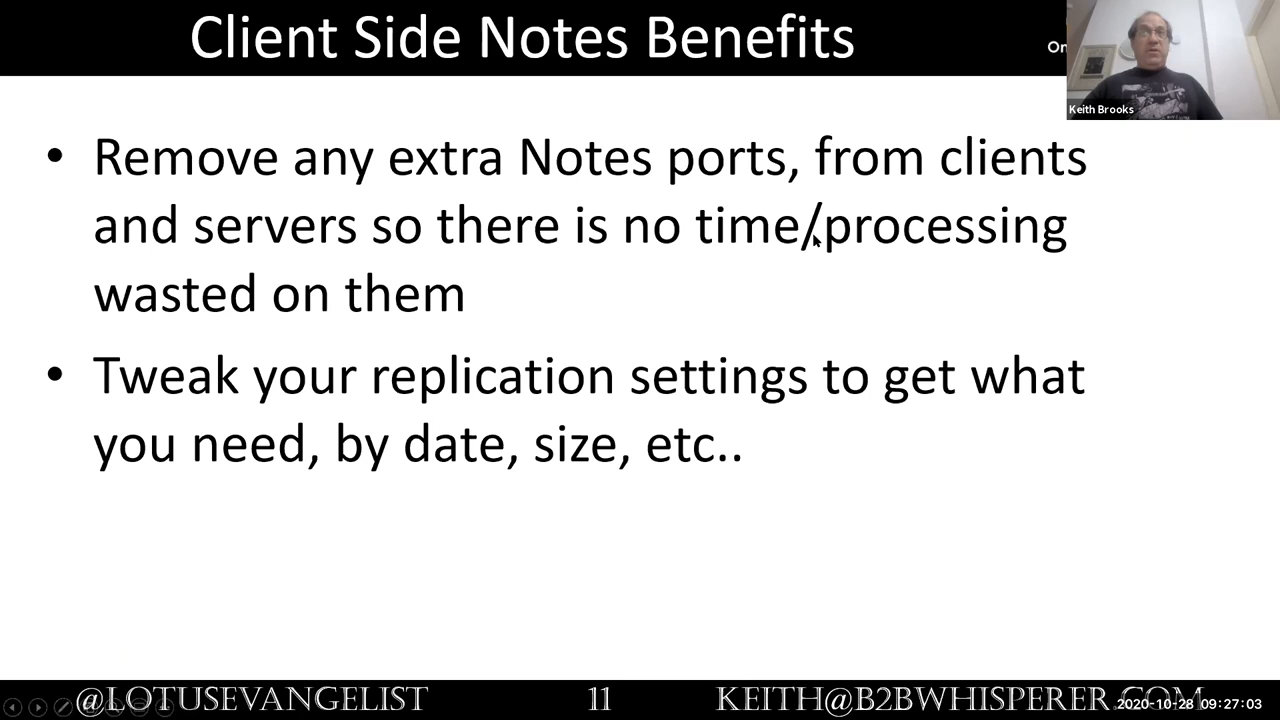 Client Side Notes Benefits
On
Keith Brooks
• Remove any extra Notes ports, from clients
and servers so there is no time/processing
wasted on them
• Tweak your replication settings to get what
you need, by date, size, etc..
@LOTUSEVANGELIST
11
KEITH@B2BWHISPERER.COM
2020-10-28 09:27:03